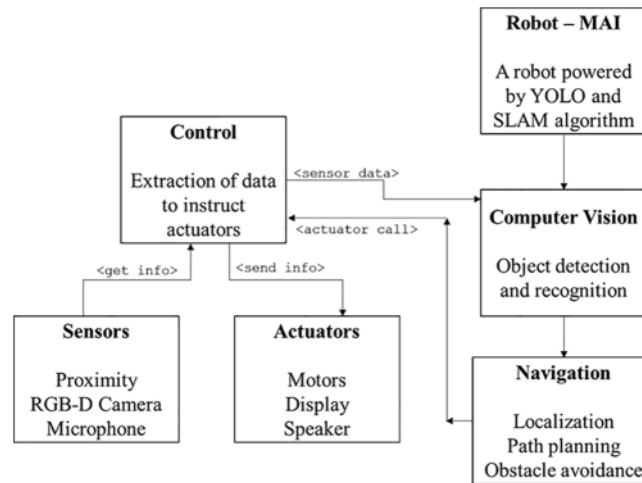 Robot – MAI
A robot powered
by YOLO and
SLAM algorithm
Control
Extraction of data
to instruct
actuators
<sensor data>
<actuator call>
Computer Vision
Object detection
and recognition
<get info>
<send info>
Sensors
Proximity
RGB-D Camera
Microphone
Actuators
Motors
Display
Speaker
Navigation
Localization
Path planning
Obstacle avoidance